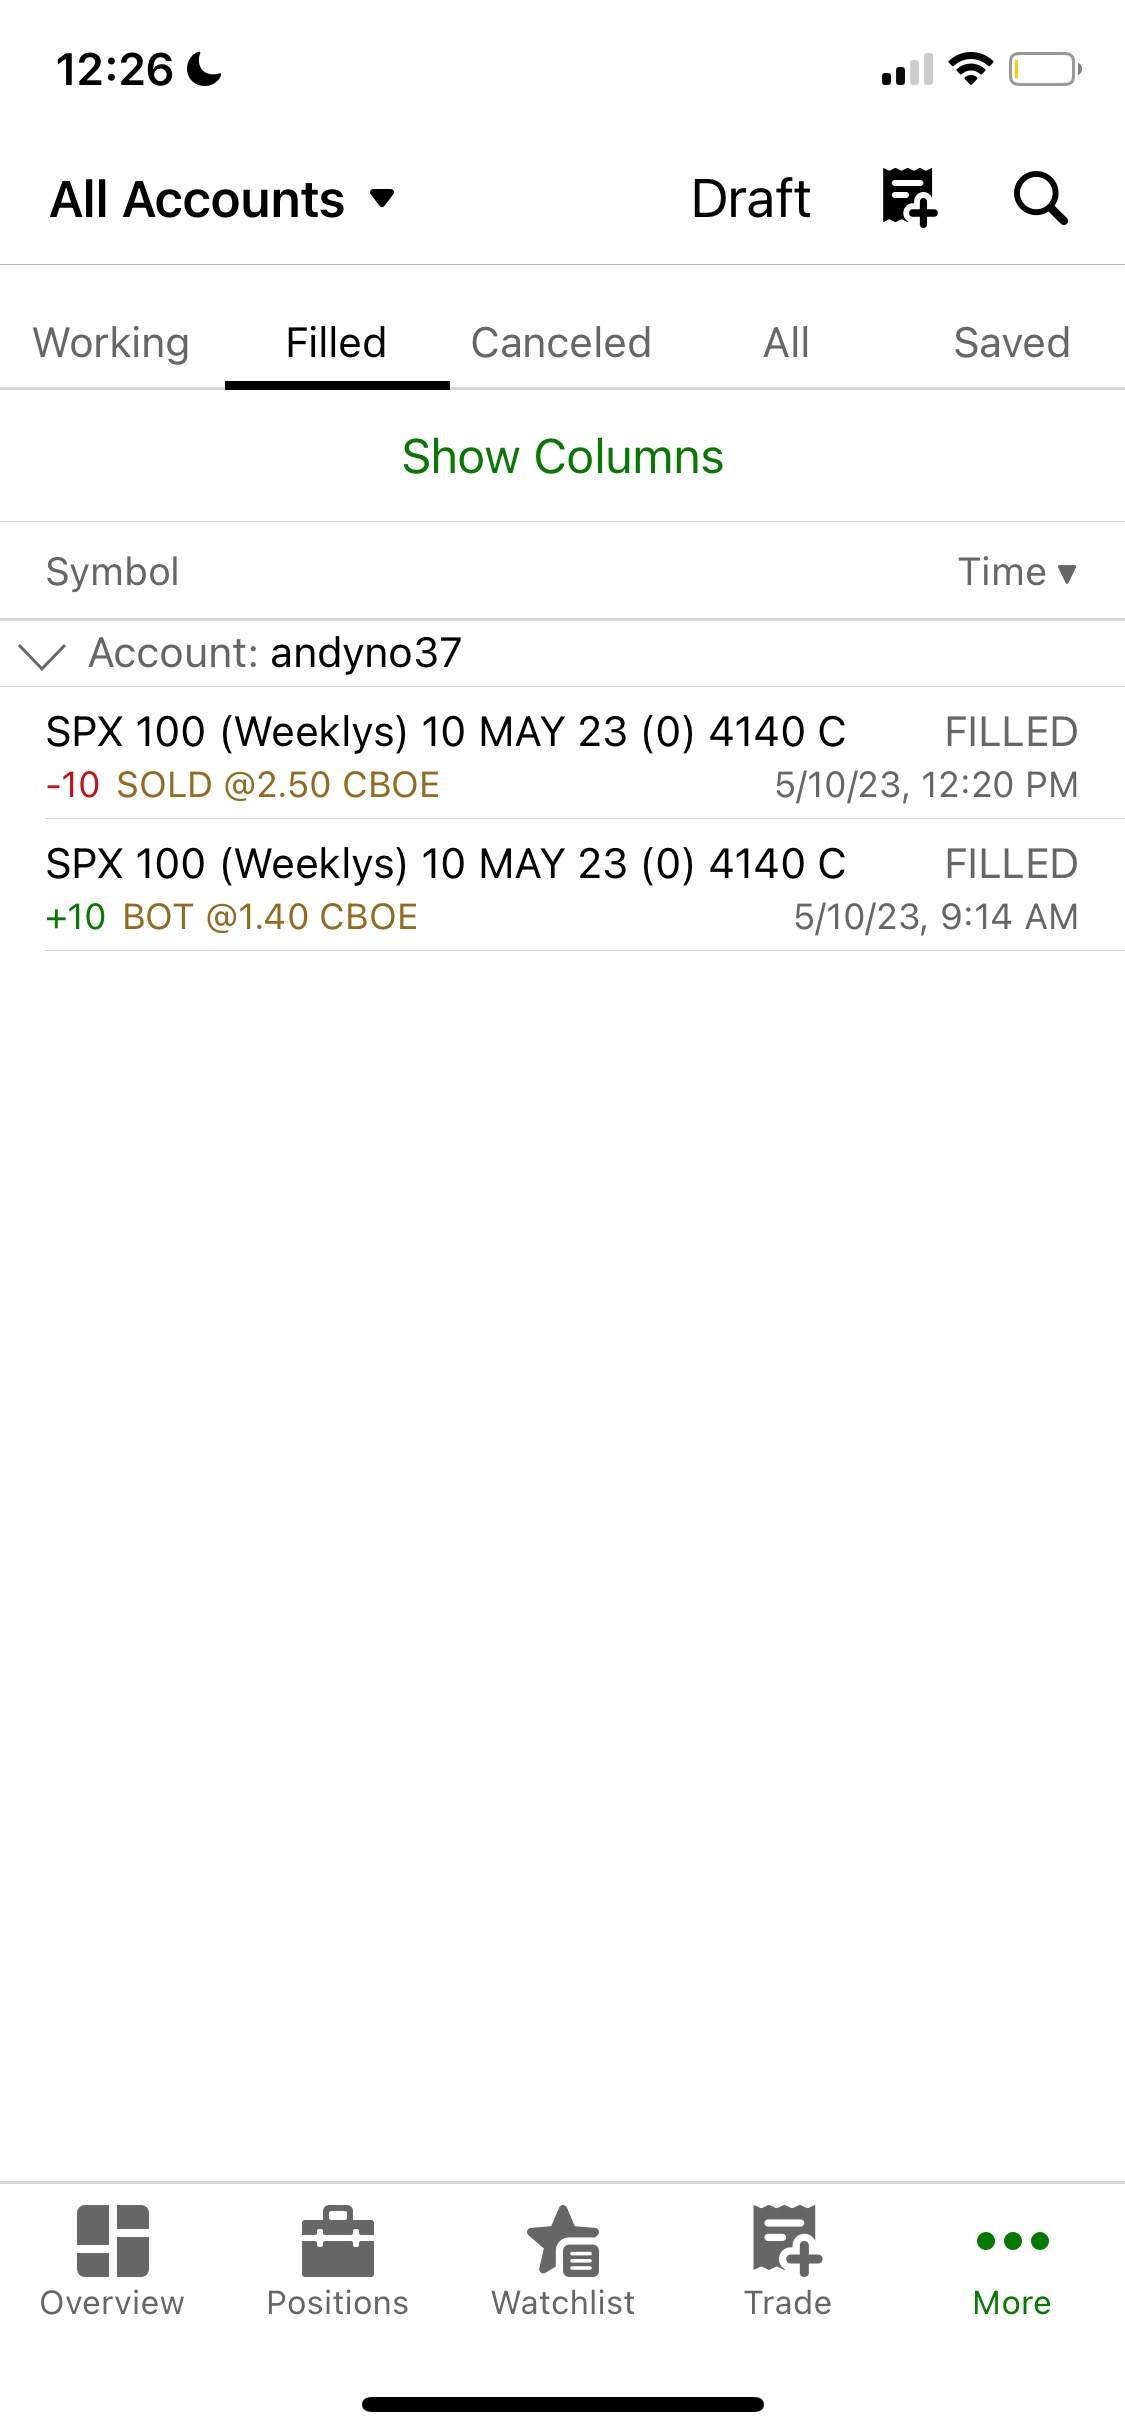 12:26
All Accounts Draft
Working Filled Canceled All Saved
Show Columns
Symbol Time
Account: andyno37
SPX 100 (Weeklys) 10 MAY 23 (0) 4140 C FILLED
-10 SOLD @2.50 CBOE 5/10/23, 12:20 PM
SPX 100 (Weeklys) 10 MAY 23 (0) 4140 C FILLED
+10 BOT @1.40 CBOE 5/10/23, 9:14 AM
Overview Positions Watchlist Trade More